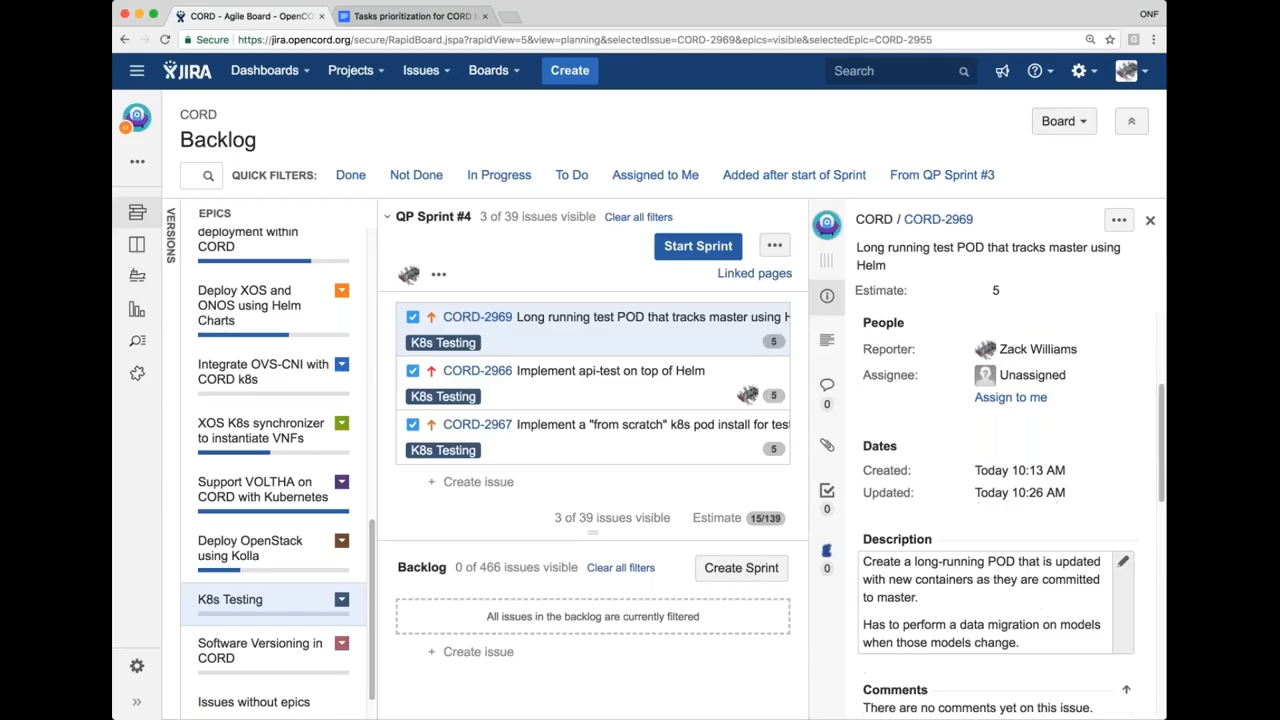 CORD - Agile Board - OpenCO
Tasks prioritization for CORD
ONF
Secure https://jira.opencord.org/secure/RapidBoard.jspa?rapidView=5&view=planning&selectedIssue=CORD-2969&epics=visible&selectedEpic=CORD-2955
JIRA Dashboards Projects Issues Boards Create Search
CORD
Backlog
Board
QUICK FILTERS: Done Not Done In Progress To Do Assigned to Me Added after start of Sprint From QP Sprint #3
VERSIONS
EPICS
deployment within
CORD
Deploy XOS and
ONOS using Helm
Charts
Integrate OVS-CNI with
CORD k8s
XOS K8s synchronizer
to instantiate VNFs
Support VOLTHA on
CORD with Kubernetes
Deploy OpenStack
using Kolla
K8s Testing
Software Versioning in
CORD
Issues without epics
QP Sprint #4 3 of 39 issues visible Clear all filters
Start Sprint
Linked pages
CORD-2969 Long running test POD that tracks master using H
K8s Testing 5
CORD-2966 Implement api-test on top of Helm
K8s Testing 5
CORD-2967 Implement a "from scratch" k8s pod install for tes
K8s Testing 5
+ Create issue
3 of 39 issues visible Estimate 15/139
Backlog 0 of 466 issues visible Clear all filters Create Sprint
All issues in the backlog are currently filtered
+ Create issue
CORD / CORD-2969
Long running test POD that tracks master using
Helm
Estimate: 5
People
Reporter: Zack Williams
Assignee: Unassigned
Assign to me
0
Dates
Created: Today 10:13 AM
Updated: Today 10:26 AM
0
Description
0
Create a long-running POD that is updated
with new containers as they are committed
to master.
Has to perform a data migration on models
when those models change.
Comments
There are no comments yet on this issue.